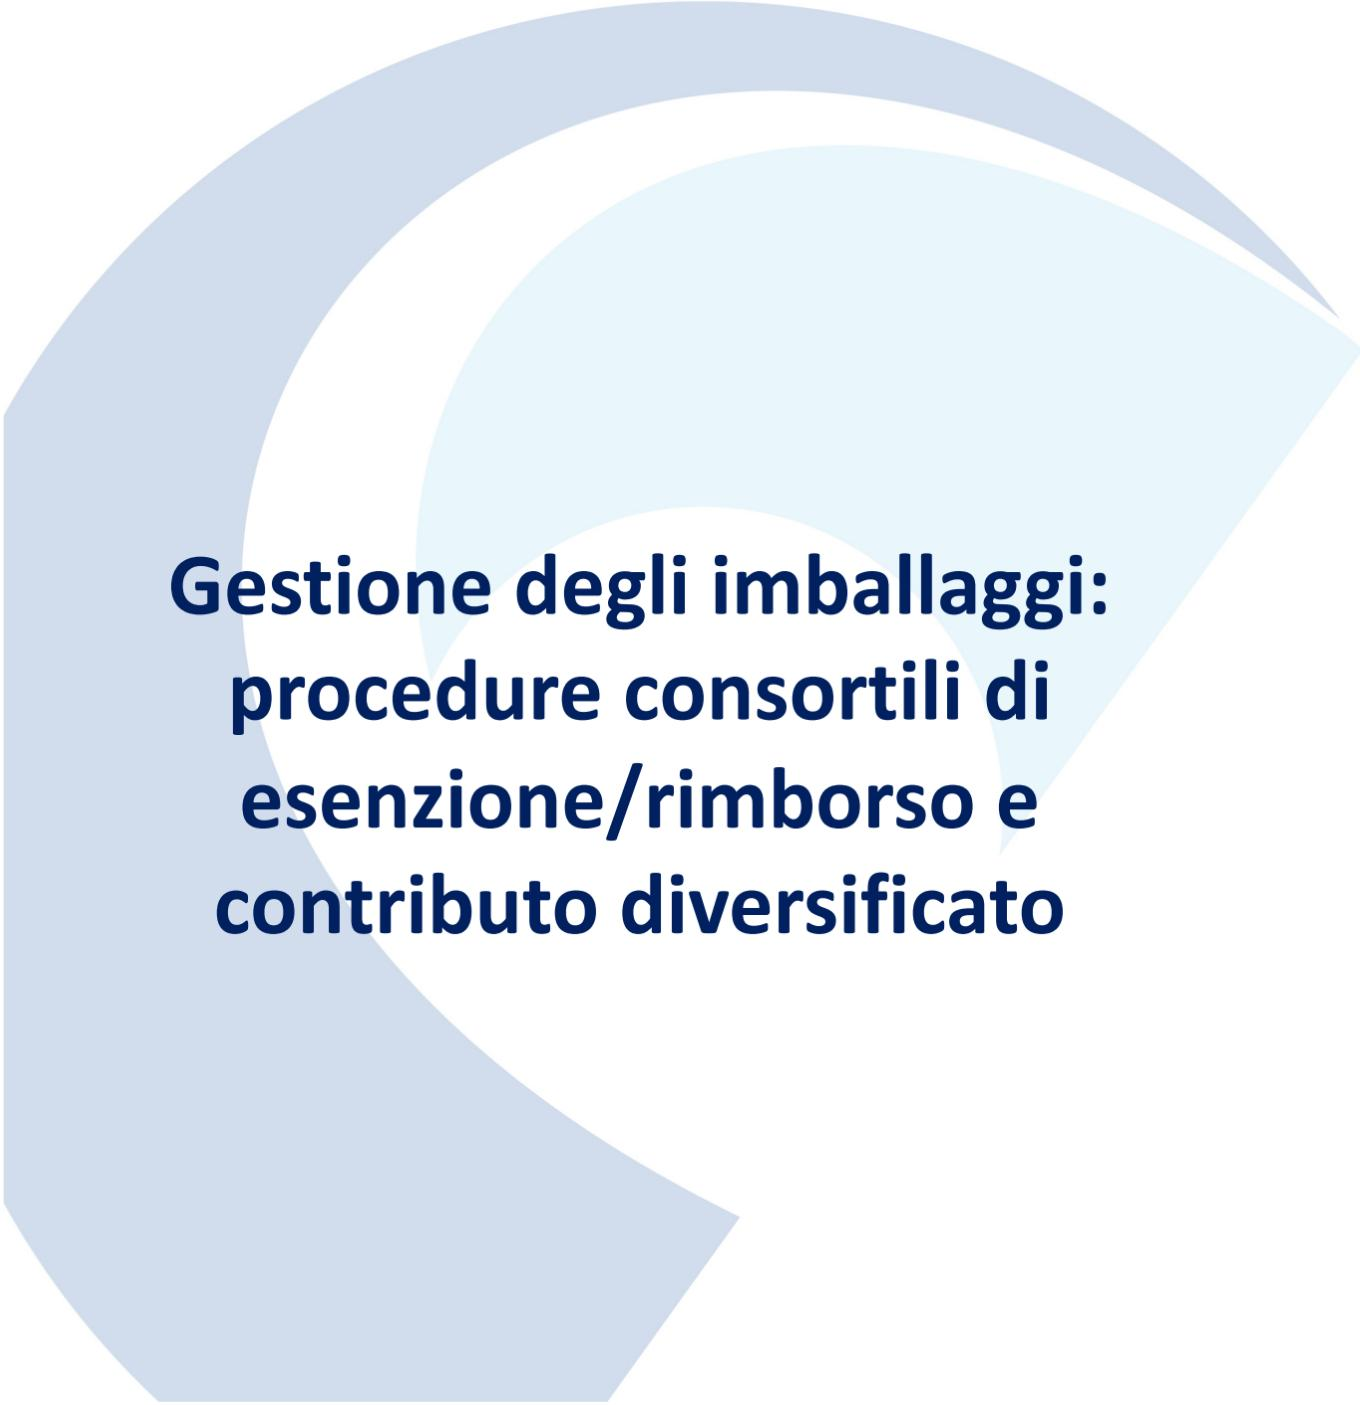 Gestione degli imballaggi:
procedure consortili di
esenzione/rimborso e
contributo diversificato